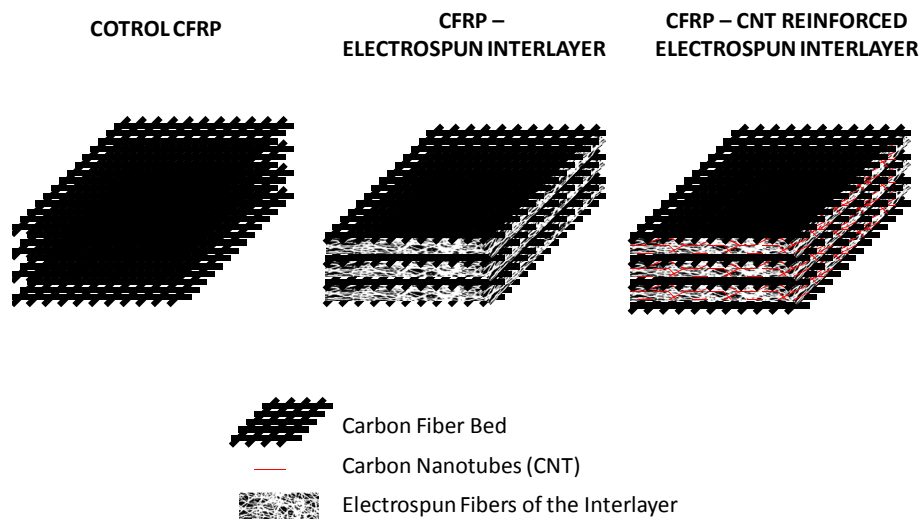 COTROL CFRP
CFRP –
ELECTROSPUN INTERLAYER
CFRP – CNT REINFORCED
ELECTROSPUN INTERLAYER
Carbon Fiber Bed
Carbon Nanotubes (CNT)
Electrospun Fibers of the Interlayer